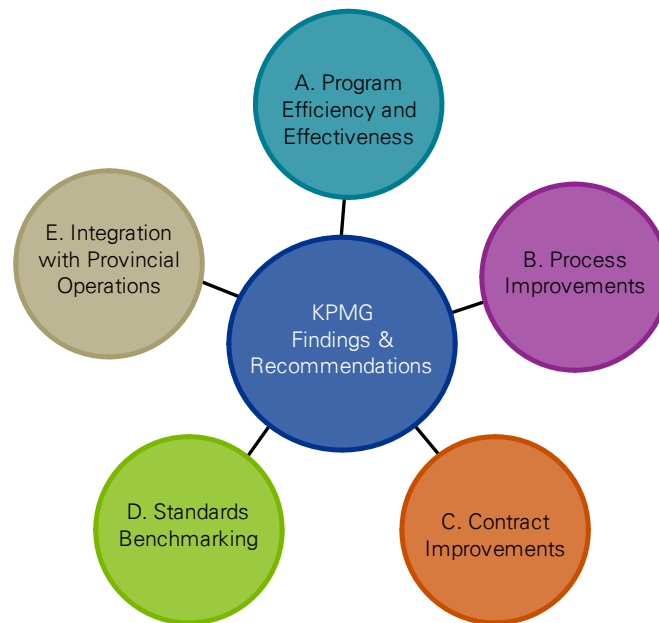 A. Program
Efficiency and
Effectiveness
B. Process
Improvements
C. Contract
Improvements
D. Standards
Benchmarking
E. Integration
with Provincial
Operations
KPMG
Findings &
Recommendations